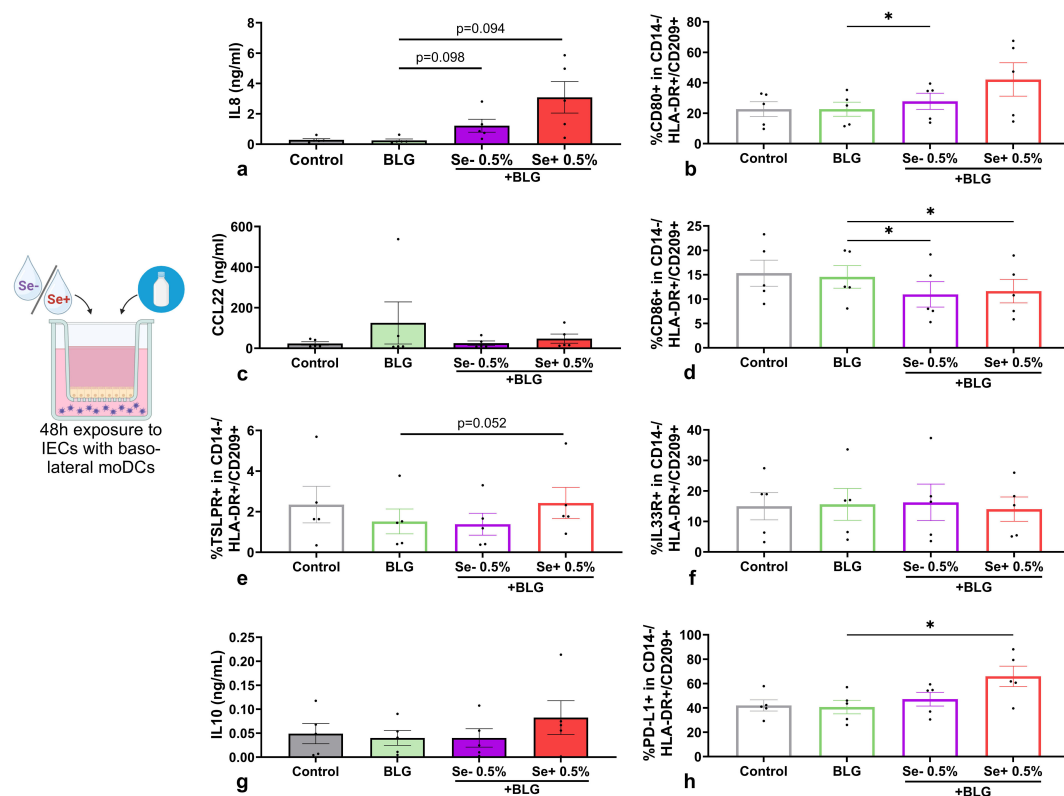 Se-
Se+
48h exposure to
IECs with baso-
lateral moDCs
IL8 (ng/ml)
8
6
4
2
0
p=0.094
p=0.098
Control
BLG
Se- 0.5%
Se+ 0.5%
+BLG
a
%CD80+ in CD14-/
HLA-DR+/CD209+
80
60
40
20
0
*
Control
BLG
Se- 0.5%
Se+ 0.5%
+BLG
b
CCL22 (ng/ml)
600
400
200
0
Control
BLG
Se- 0.5%
Se+ 0.5%
+BLG
c
%CD86+ in CD14-/
HLA-DR+/CD209+
25
20
15
10
5
0
*
*
Control
BLG
Se- 0.5%
Se+ 0.5%
+BLG
d
%TSLPR+ in CD14-/
HLA-DR+/CD209+
6
4
2
0
p=0.052
Control
BLG
Se- 0.5%
Se+ 0.5%
+BLG
e
%IL33R+ in CD14-/
HLA-DR+/CD209+
40
30
20
10
0
Control
BLG
Se- 0.5%
Se+ 0.5%
+BLG
f
IL10 (ng/mL)
0.25
0.20
0.15
0.10
0.05
0.00
Control
BLG
Se- 0.5%
Se+ 0.5%
+BLG
g
%PD-L1+ in CD14-/
HLA-DR+/CD209+
100
80
60
40
20
0
*
Control
BLG
Se- 0.5%
Se+ 0.5%
+BLG
h